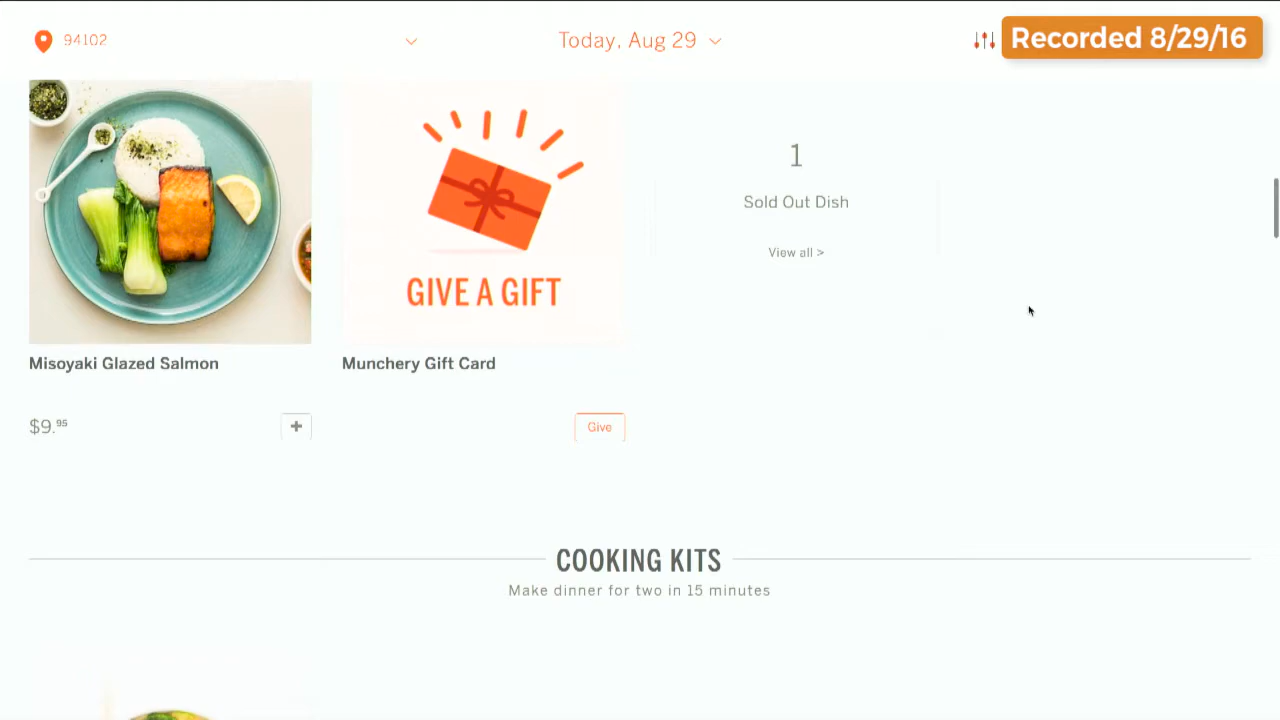 94102
Today, Aug 29
Recorded 8/29/16
GIVE A GIFT
1
Sold Out Dish
View all >
Misoyaki Glazed Salmon
Munchery Gift Card
$9.95
+
Give
COOKING KITS
Make dinner for two in 15 minutes